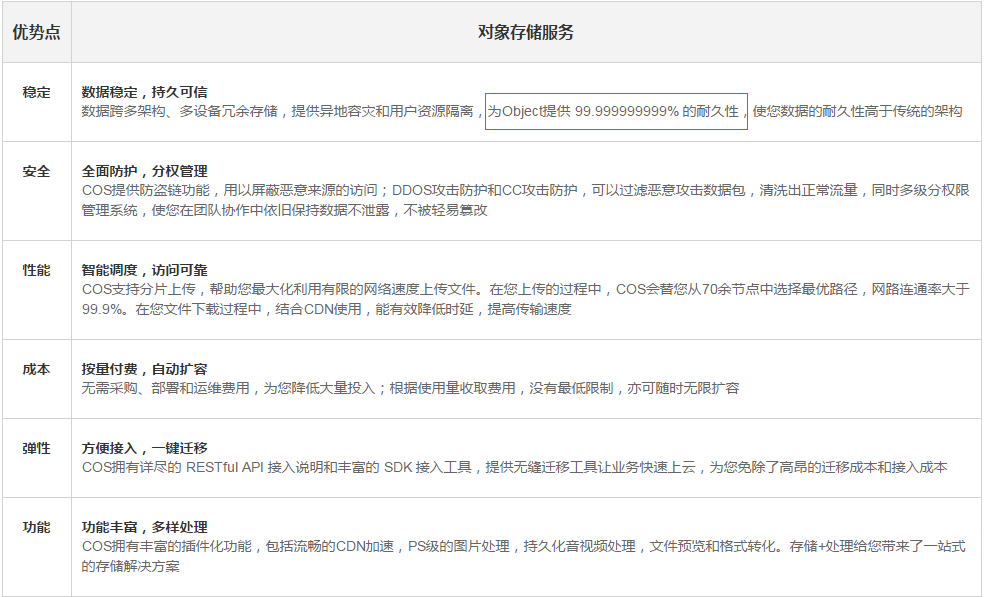 优势点
对象存储服务
稳定
数据稳定，持久可信
数据跨多架构、多设备冗余存储，提供异地容灾和用户资源隔离，为Object提供 99.999999999% 的耐久性，使您数据的耐久性高于传统的架构
安全
全面防护，分权管理
COS提供防盗链功能，用以屏蔽恶意来源的访问；DDOS攻击防护和CC攻击防护，可以过滤恶意攻击数据包，清洗出正常流量，同时多级分权限
管理系统，使您在团队协作中依旧保持数据不泄露，不被轻易篡改
性能
智能调度，访问可靠
COS支持分片上传，帮助您最大化利用有限的网络速度上传文件。在您上传的过程中，COS会替您从70余节点中选择最优路径，网路连通率大于
99.9%。在您文件下载过程中，结合CDN使用，能有效降低时延，提高传输速度
成本
按量付费，自动扩容
无需采购、部署和运维费用，为您降低大量投入；根据使用量收取费用，没有最低限制，亦可随时无限扩容
弹性
方便接入，一键迁移
COS拥有详尽的 RESTful API 接入说明和丰富的 SDK 接入工具，提供无缝迁移工具让业务快速上云，为您免除了高昂的迁移成本和接入成本
功能
功能丰富，多样处理
COS拥有丰富的插件化功能，包括流畅的CDN加速，PS级的图片处理，持久化音视频处理，文件预览和格式转化。存储+处理给您带来了一站式
的存储解决方案